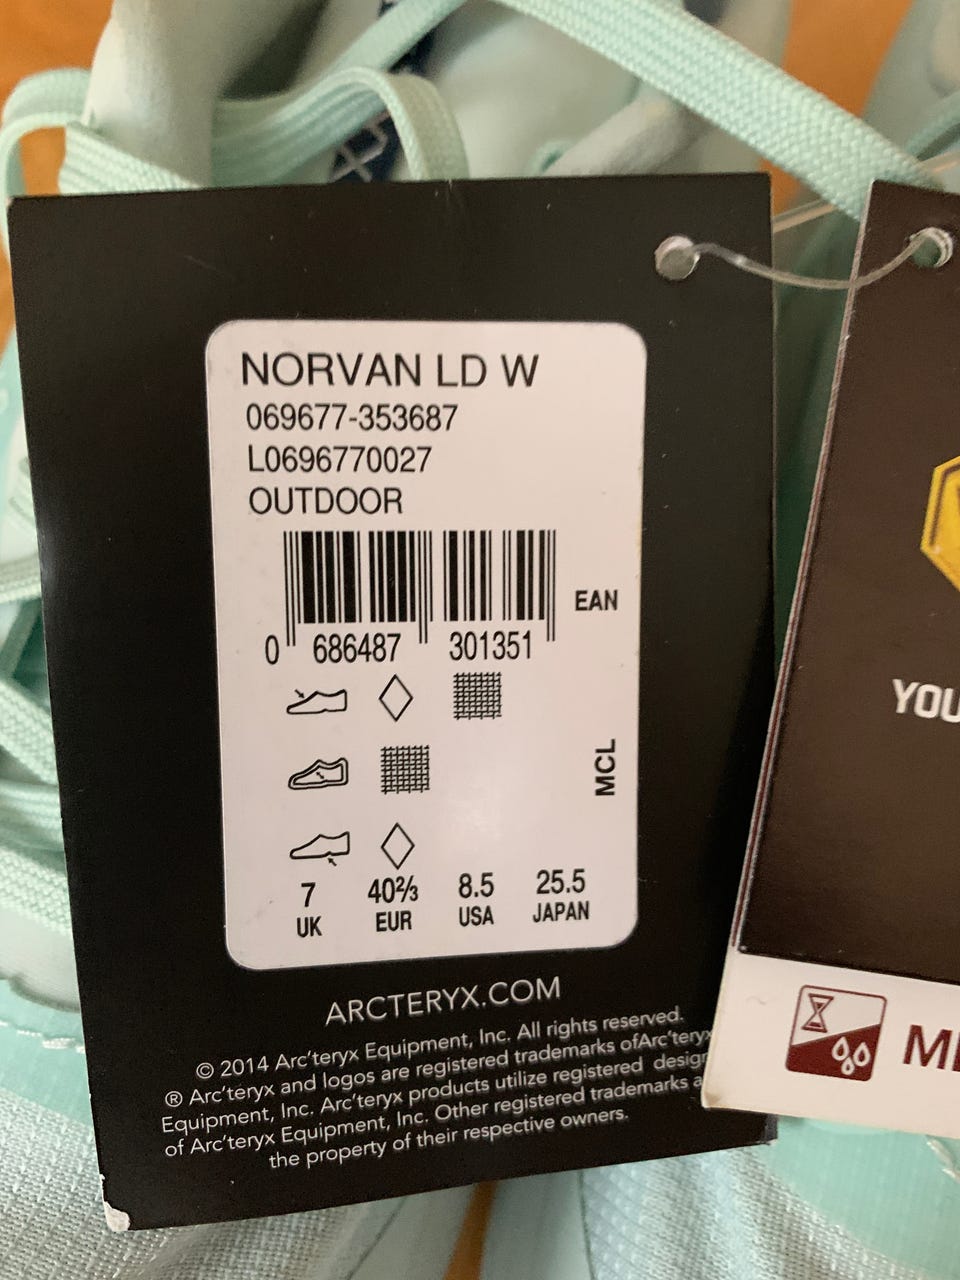 NORVAN LD W
069677-353687
L0696770027
OUTDOOR
EAN
0 686487 301351
MCL
7 40⅔ 8.5 25.5
UK EUR USA JAPAN
ARCTERYX.COM
© 2014 Arc'teryx Equipment, Inc. All rights reserved.
® Arc'teryx and logos are registered trademarks ofArc'teryx
Equipment, Inc. Arc'teryx products utilize registered desig
of Arc'teryx Equipment, Inc. Other registered trademarks a
the property of their respective owners.
YOU